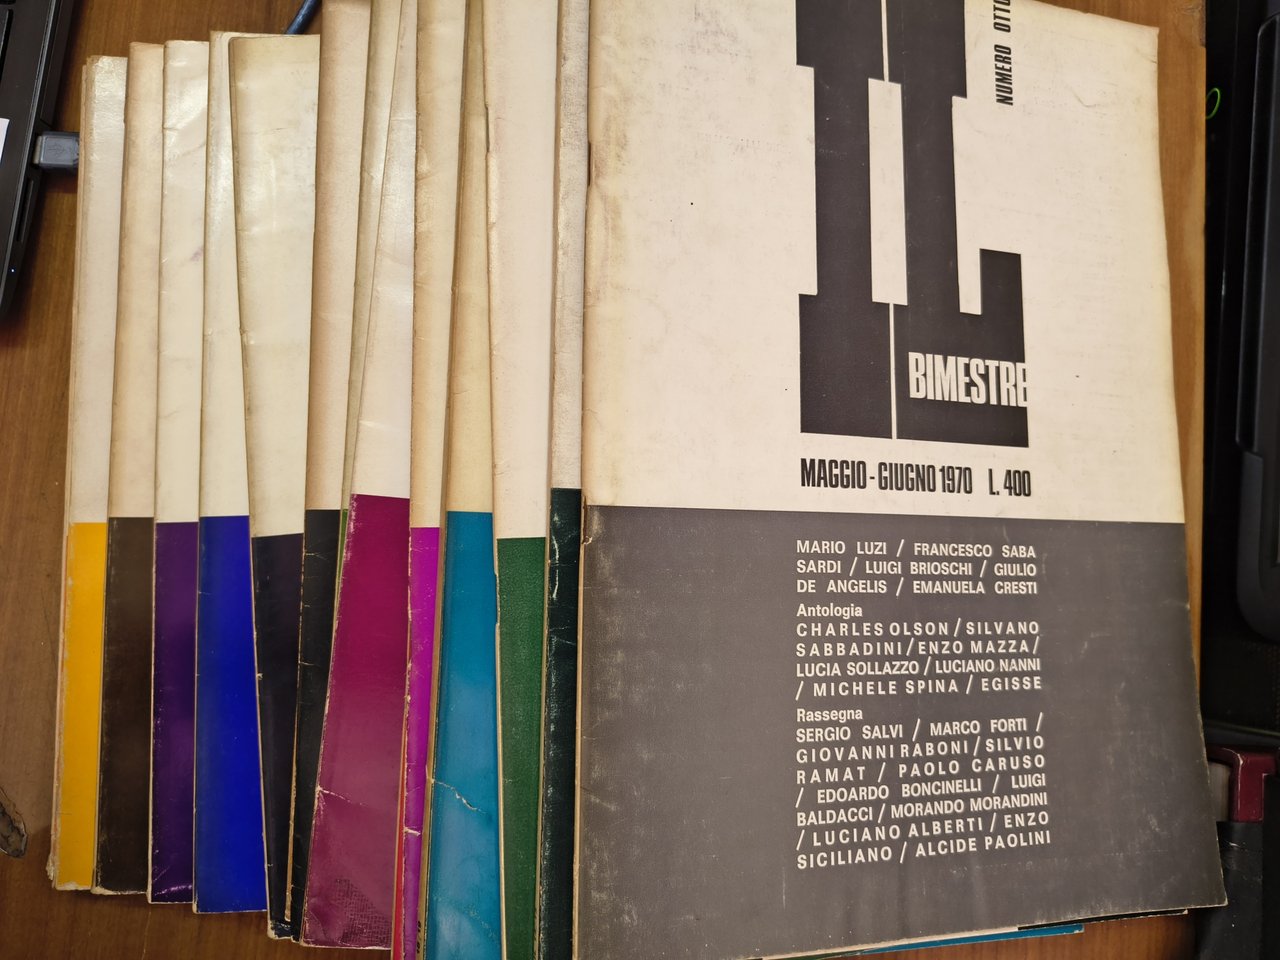 IL
NUMERO OTTO
BIMESTRE
MAGGIO - GIUGNO 1970 L. 400
MARIO LUZI / FRANCESCO SABA
SARDI / LUIGI BRIOSCHI / GIULIO
DE ANGELIS / EMANUELA CRESTI
Antologia
CHARLES OLSON / SILVANO
SABBADINI / ENZO MAZZA /
LUCIA SOLLAZZO / LUCIANO NANNI
/ MICHELE SPINA / EGISSE
Rassegna
SERGIO SALVI / MARCO FORTI /
GIOVANNI RABONI / SILVIO
RAMAT / PAOLO CARUSO
/ EDOARDO BONCINELLI / LUIGI
BALDACCI / MORANDO MORANDINI
/ LUCIANO ALBERTI / ENZO
SICILIANO / ALCIDE PAOLINI